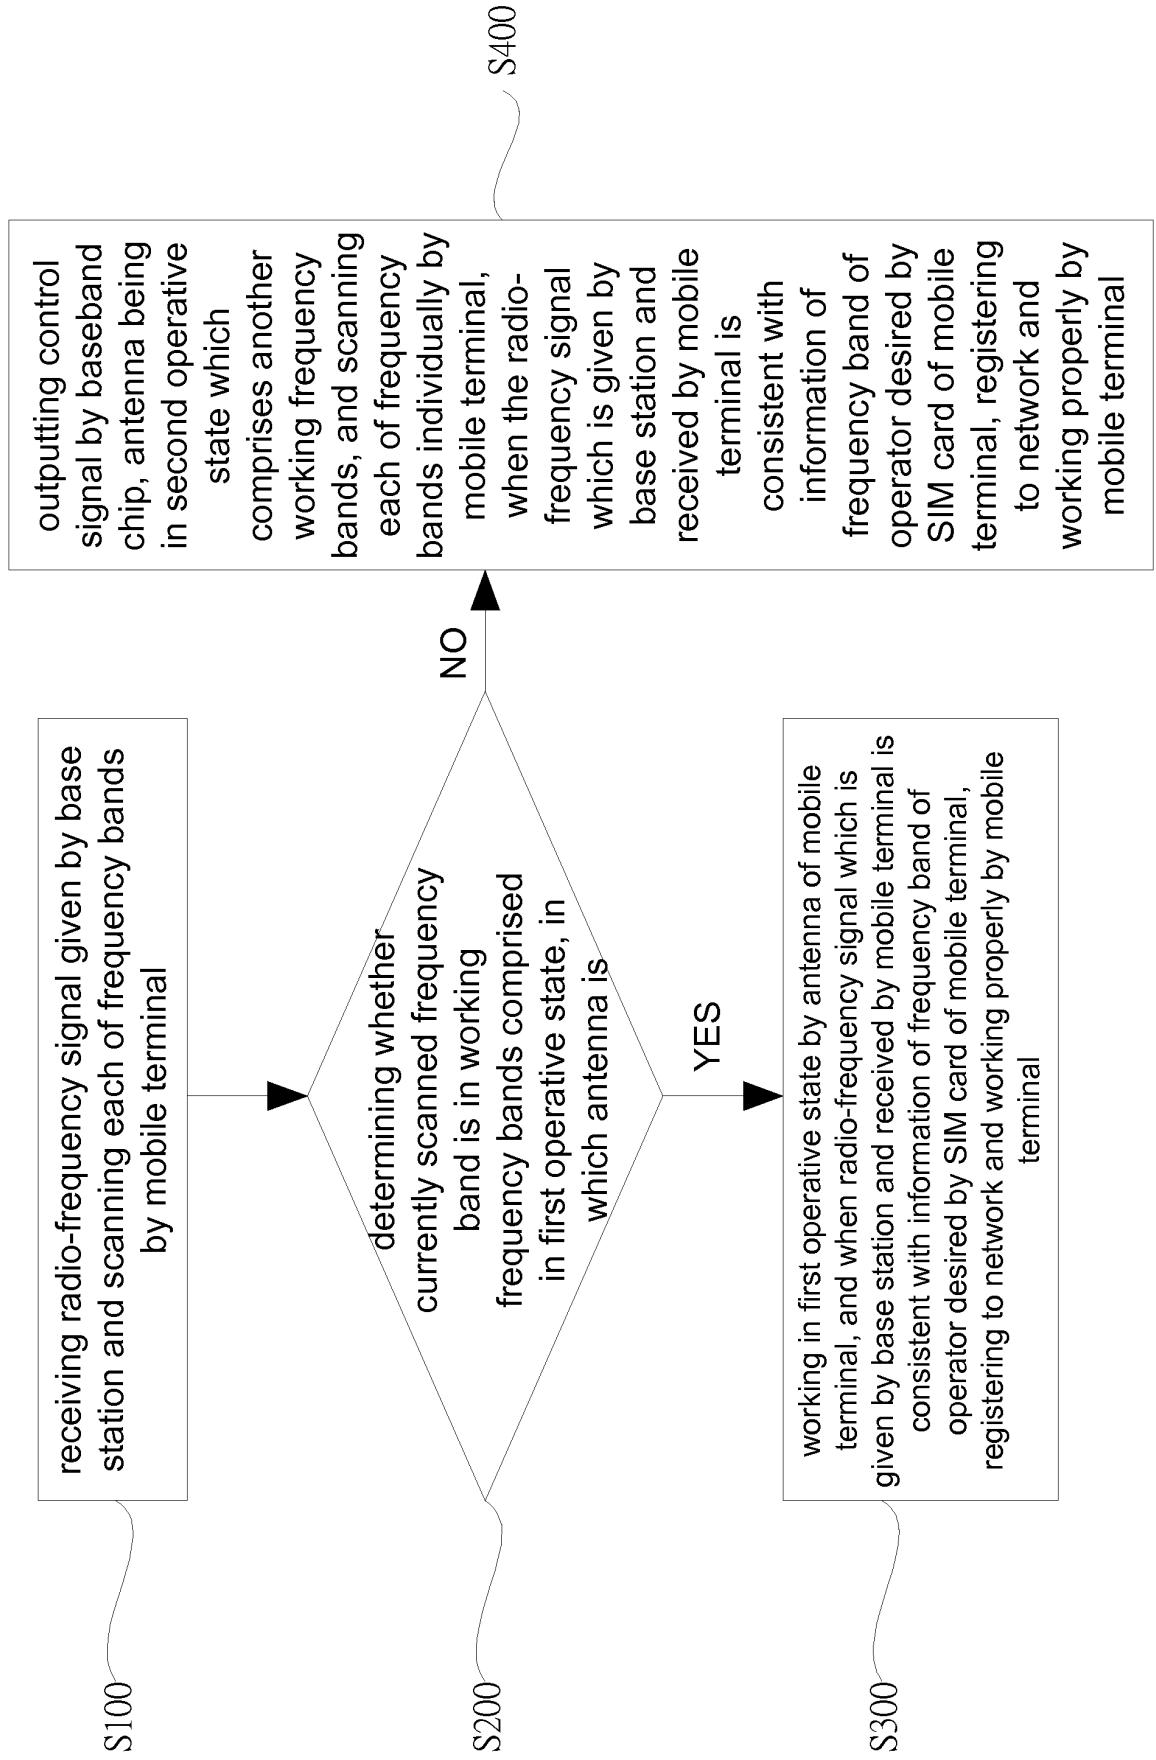 S100
receiving radio-frequency signal given by base
station and scanning each of frequency bands
by mobile terminal
S200
determining whether
currently scanned frequency
band is in working
frequency bands comprised
in first operative state, in
which antenna is
YES
NO
S300
working in first operative state by antenna of mobile
terminal, and when radio-frequency signal which is
given by base station and received by mobile terminal is
consistent with information of frequency band of
operator desired by SIM card of mobile terminal,
registering to network and working properly by mobile
terminal
S400
outputting control
signal by baseband
chip, antenna being
in second operative
state which
comprises another
working frequency
bands, and scanning
each of frequency
bands individually by
mobile terminal,
when the radio-
frequency signal
which is given by
base station and
received by mobile
terminal is
consistent with
information of
frequency band of
operator desired by
SIM card of mobile
terminal, registering
to network and
working properly by
mobile terminal